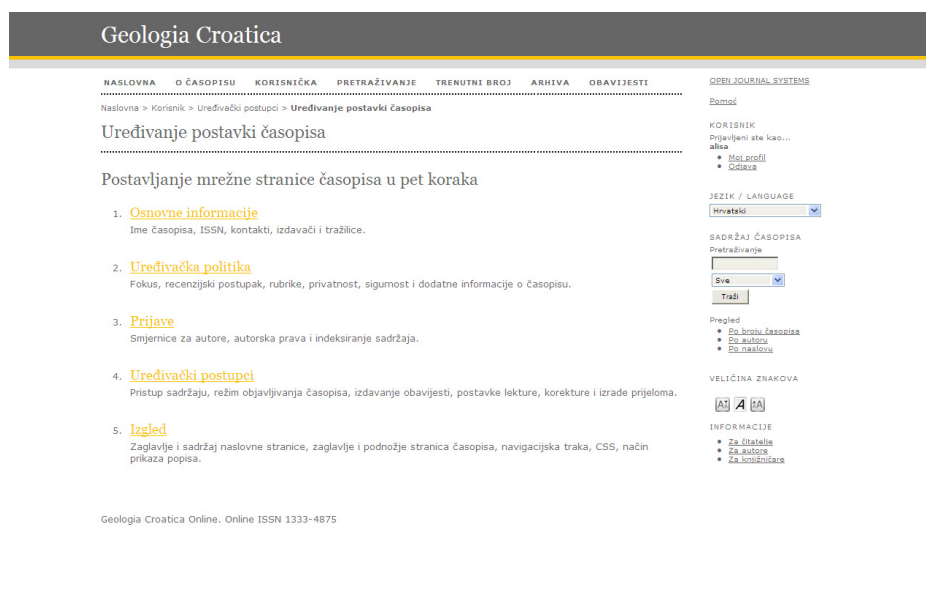 Geologia Croatica
NASLOVNA O ČASOPISU KORISNIČKA PRETRAŽIVANJE TRENUTNI BROJ ARHIVA OBAVIJESTI
Naslovna > Korisnik > Uređivački postupci > Uređivanje postavki časopisa
Uređivanje postavki časopisa
Postavljanje mrežne stranice časopisa u pet koraka
1. Osnovne informacije
Ime časopisa, ISSN, kontakti, izdavači i tražilice.
2. Uređivačka politika
Fokus, recenzijski postupak, rubrike, privatnost, sigurnost i dodatne informacije o časopisu.
3. Prijave
Smjernice za autore, autorska prava i indeksiranje sadržaja.
4. Uređivački postupci
Pristup sadržaju, režim objavljivanja časopisa, izdavanje obavijesti, postavke lekture, korekture i izrade prijeloma.
5. Izgled
Zaglavlje i sadržaj naslovne stranice, zaglavlje i podnožje stranica časopisa, navigacijska traka, CSS, način
prikaza popisa.
Geologia Croatica Online. Online ISSN 1333-4875
OPEN JOURNAL SYSTEMS
Pomoć
KORISNIK
Prijavljeni ste kao...
alisa
Moj profil
Odjava
JEZIK / LANGUAGE
Hrvatski
SADRŽAJ ČASOPISA
Pretraživanje
Sve
Traži
Pregled
Po broju časopisa
Po autoru
Po naslovu
VELIČINA ZNAKOVA
A A A
INFORMACIJE
Za čitatelje
Za autore
Za knjižničare